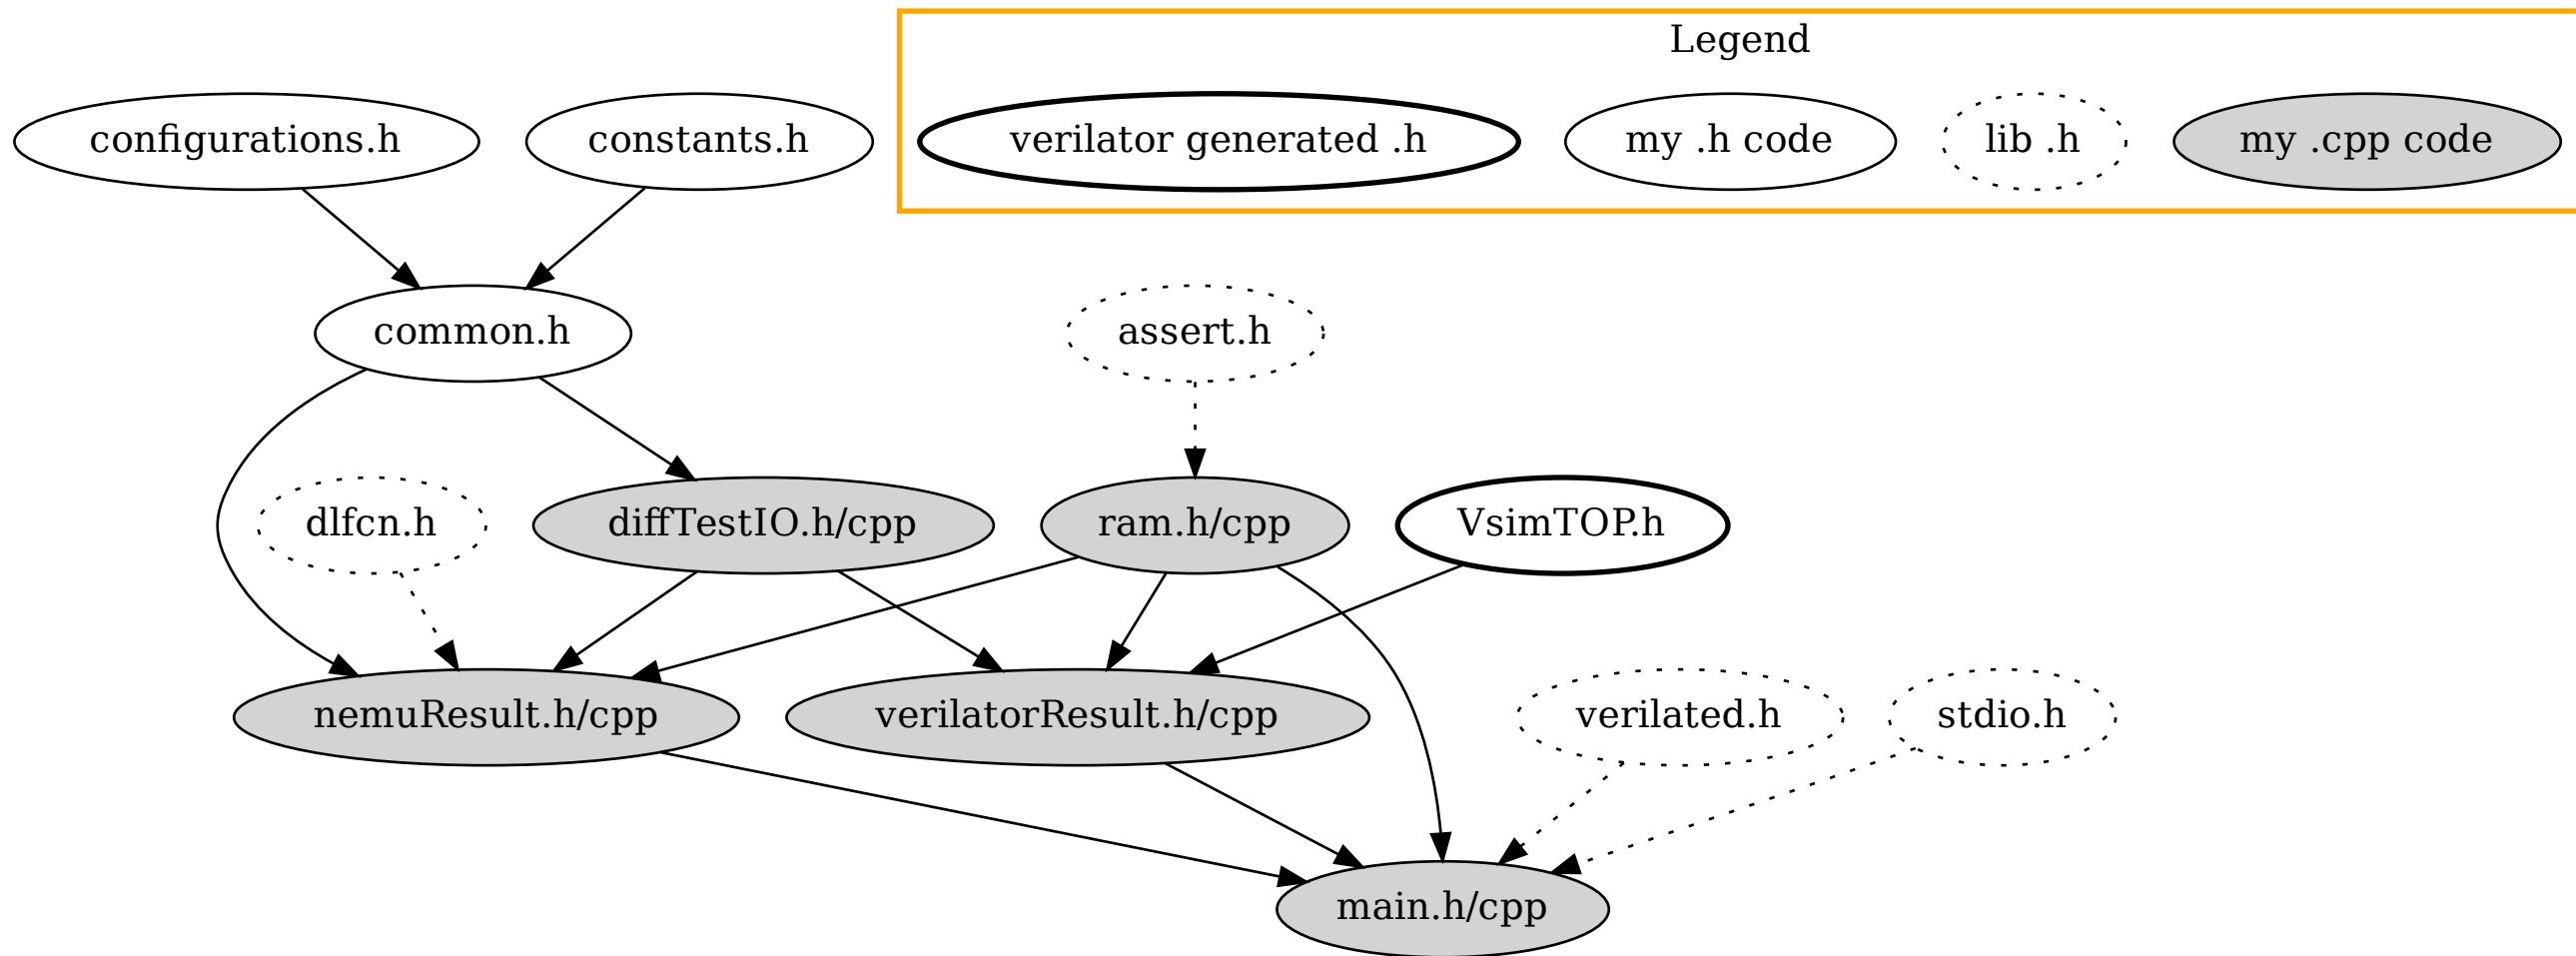 Legend
configurations.h
constants.h
verilator generated .h
my .h code
lib .h
my .cpp code
common.h
assert.h
dlfcn.h
diffTestIO.h/cpp
ram.h/cpp
VsimTOP.h
nemuResult.h/cpp
verilatorResult.h/cpp
verilated.h
stdio.h
main.h/cpp